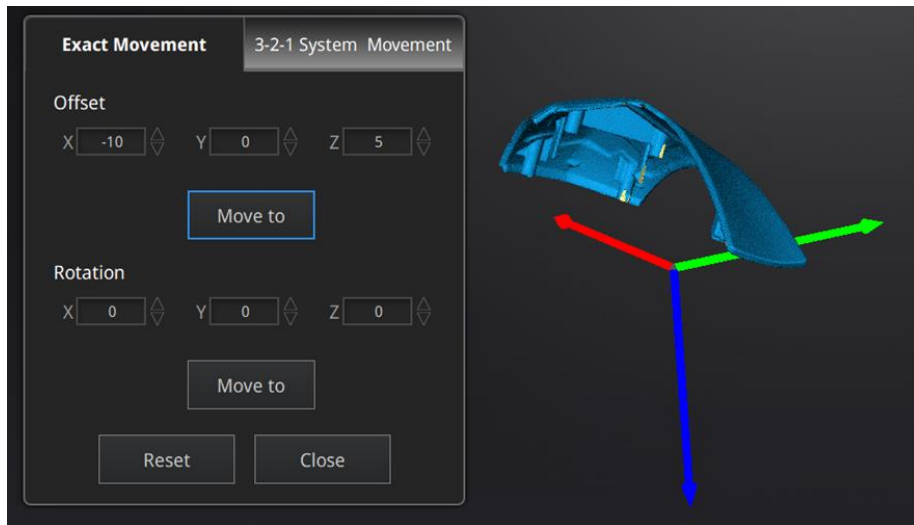 Exact Movement 3-2-1 System Movement
Offset
X -10 Y 0 Z 5
Move to
Rotation
X 0 Y 0 Z 0
Move to
Reset Close